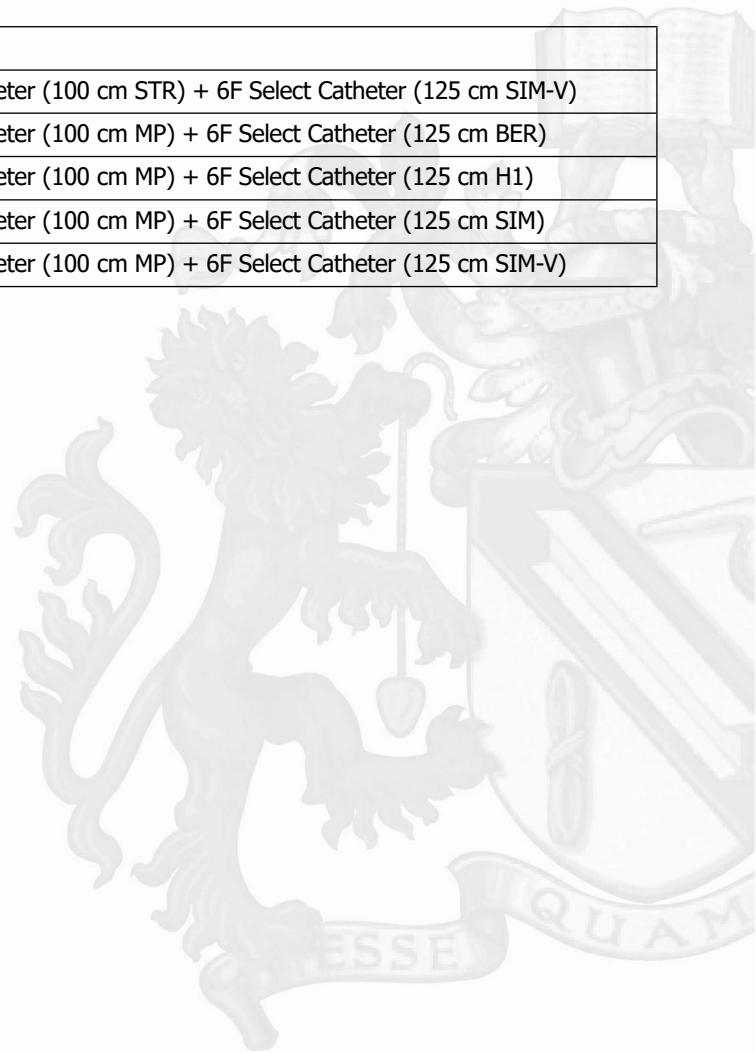 eter (100 cm STR) + 6F Select Catheter (125 cm SIM-V)
eter (100 cm MP) + 6F Select Catheter (125 cm BER)
eter (100 cm MP) + 6F Select Catheter (125 cm H1)
eter (100 cm MP) + 6F Select Catheter (125 cm SIM)
eter (100 cm MP) + 6F Select Catheter (125 cm SIM-V)
ESSE QUAM